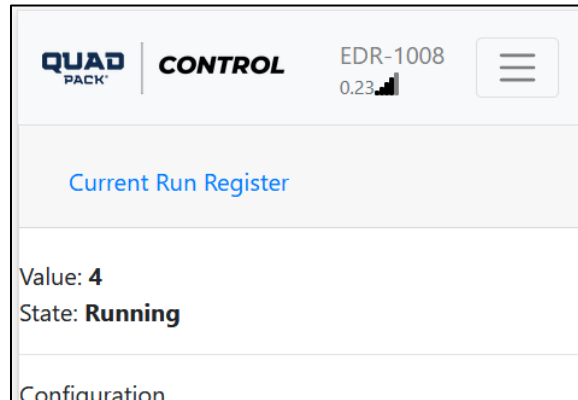 QUAD
PACK
CONTROL
EDR-1008
0.23
Current Run Register
Value: 4
State: Running
Configuration